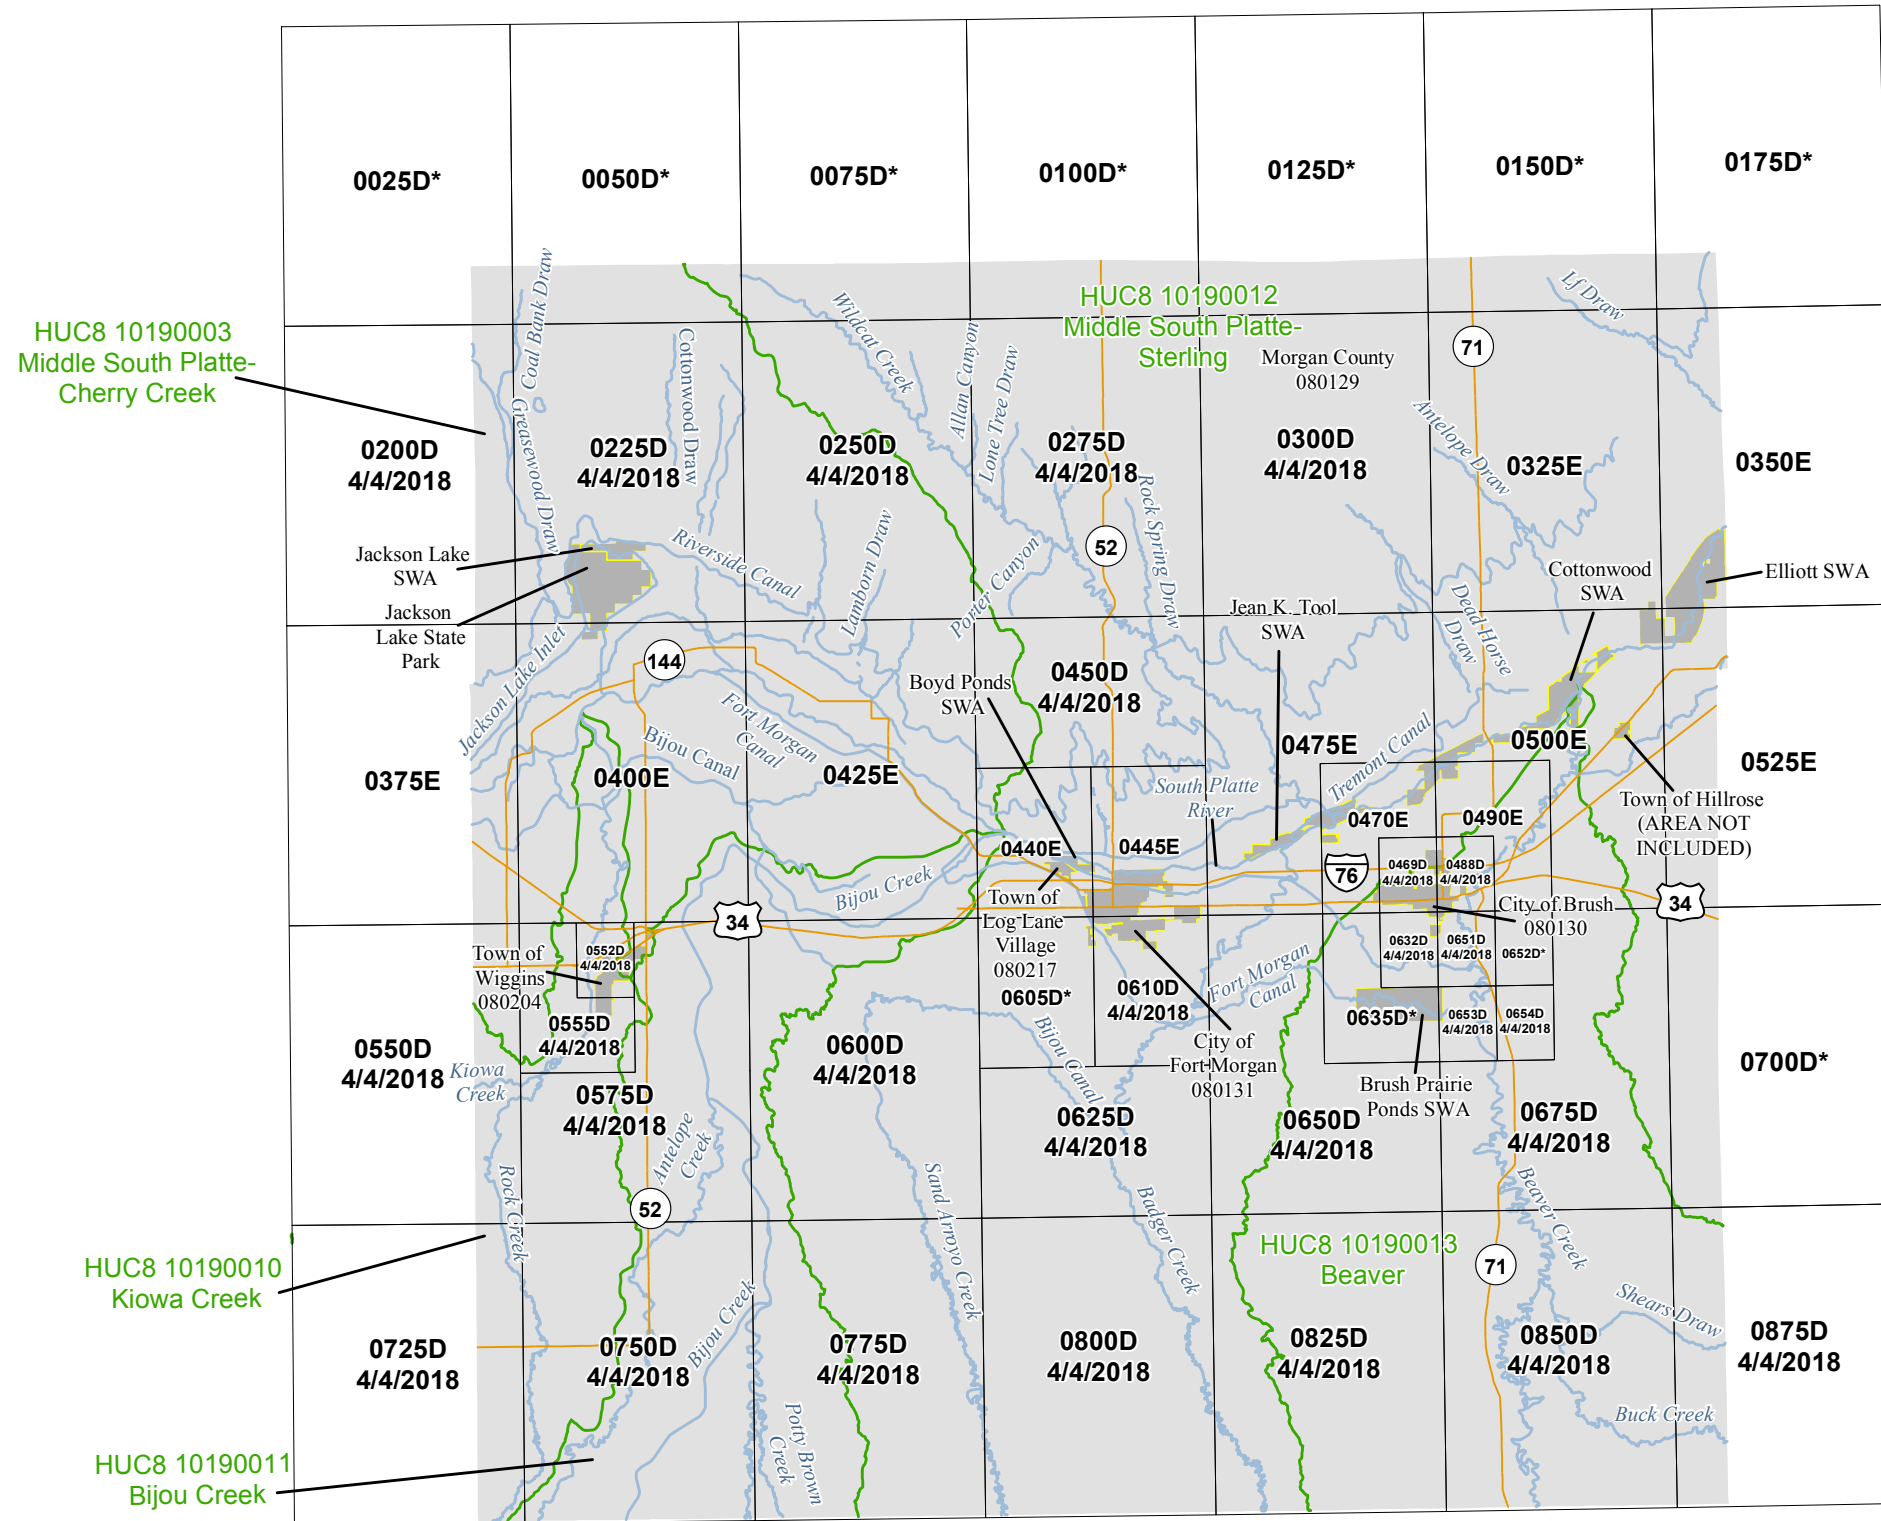 0025D*
0050D*
0075D*
0100D*
0125D*
0150D*
0175D*
HUC8 10190003
Middle South Platte-
Cherry Creek
HUC8 10190012
Middle South Platte-
Sterling
Morgan County
080129
71
Coal Bank Draw
Greasewood Draw
Cottonwood Draw
Wildcat Creek
Allan Canyon
Lone Tree Draw
Rock Spring Draw
Antelope Draw
Lf Draw
0200D
4/4/2018
0225D
4/4/2018
0250D
4/4/2018
0275D
4/4/2018
0300D
4/4/2018
0325E
0350E
52
Jackson Lake
SWA
Jackson
Lake State
Park
Riverside Canal
Lamborn Draw
Porter Canyon
Jean K. Tool
SWA
Dead Horse
Draw
Cottonwood
SWA
Elliott SWA
Jackson Lake Inlet
144
Fort Morgan
Canal
Bijou Canal
Boyd Ponds
SWA
0450D
4/4/2018
0375E
0400E
0425E
0475E
0500E
0525E
Tremont Canal
South Platte
River
Town of Hillrose
(AREA NOT
INCLUDED)
0440E
0445E
0470E
0490E
76
0469D
4/4/2018
0488D
4/4/2018
Bijou Creek
34
34
Town of
Log Lane
Village
080217
City of Brush
080130
Town of
Wiggins
080204
0552D
4/4/2018
0555D
4/4/2018
0632D
4/4/2018
0651D
4/4/2018
0652D*
0605D*
0610D
4/4/2018
Fort Morgan
Canal
0635D*
0653D
4/4/2018
0654D
4/4/2018
City of
Fort Morgan
080131
Brush Prairie
Ponds SWA
0550D
4/4/2018
Kiowa
Creek
0575D
4/4/2018
0600D
4/4/2018
Bijou Canal
0625D
4/4/2018
0650D
4/4/2018
0675D
4/4/2018
0700D*
Rock Creek
Antelope
Creek
52
Sand Arroyo Creek
Badger Creek
Beaver Creek
HUC8 10190013
Beaver
71
HUC8 10190010
Kiowa Creek
Shears Draw
0725D
4/4/2018
0750D
4/4/2018
Bijou Creek
0775D
4/4/2018
0800D
4/4/2018
0825D
4/4/2018
0850D
4/4/2018
0875D
4/4/2018
Buck Creek
Potty Brown
Creek
HUC8 10190011
Bijou Creek